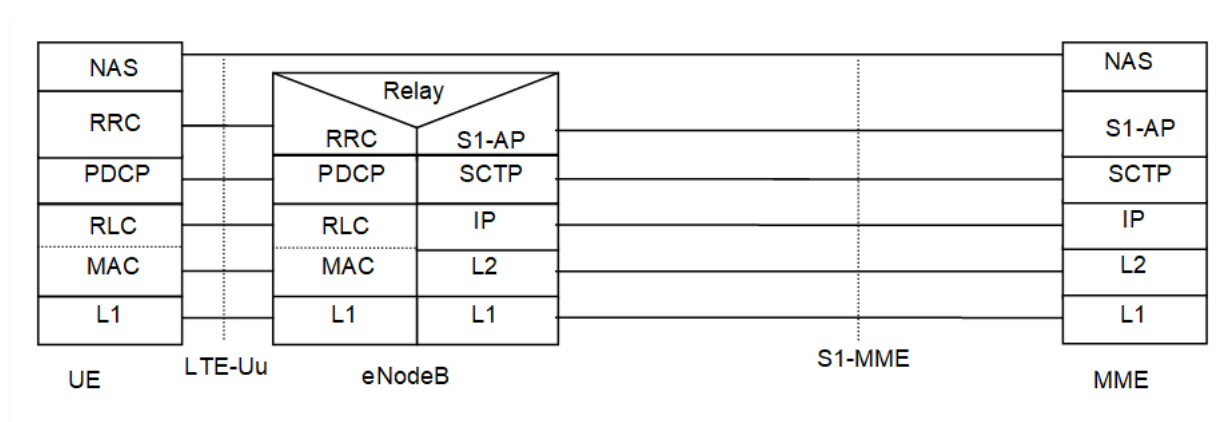 NAS
NAS
Relay
RRC
RRC
S1-AP
S1-AP
PDCP
PDCP
SCTP
SCTP
RLC
RLC
IP
IP
MAC
MAC
L2
L2
L1
L1
L1
L1
UE
LTE-Uu
eNodeB
S1-MME
MME